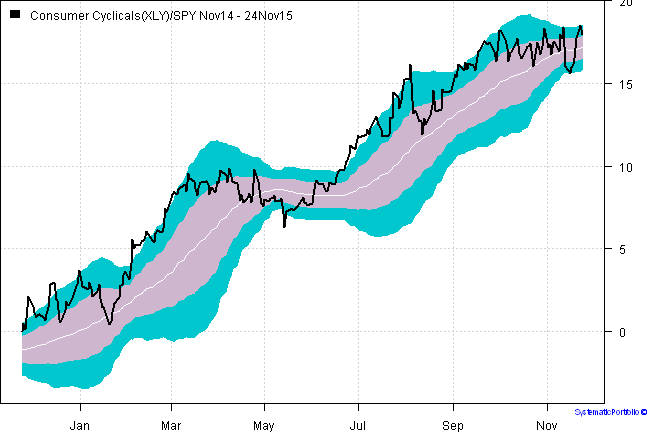 Consumer Cyclicals(XLY)/SPY Nov14 - 24Nov15
20
15
10
5
0
Jan Mar May Jul Sep Nov
SystematicPortfolio ©